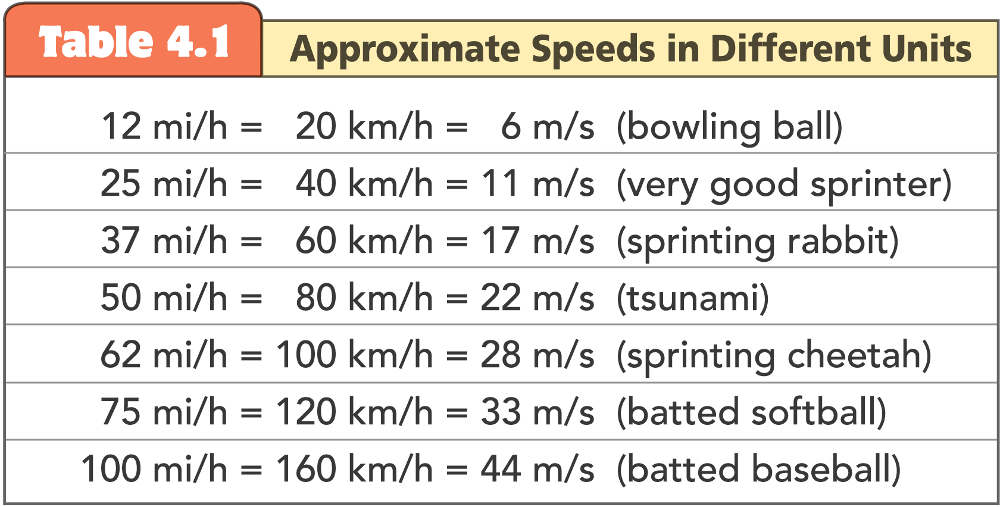 Table 4.1 Approximate Speeds in Different Units
12 mi/h = 20 km/h = 6 m/s (bowling ball)
25 mi/h = 40 km/h = 11 m/s (very good sprinter)
37 mi/h = 60 km/h = 17 m/s (sprinting rabbit)
50 mi/h = 80 km/h = 22 m/s (tsunami)
62 mi/h = 100 km/h = 28 m/s (sprinting cheetah)
75 mi/h = 120 km/h = 33 m/s (batted softball)
100 mi/h = 160 km/h = 44 m/s (batted baseball)